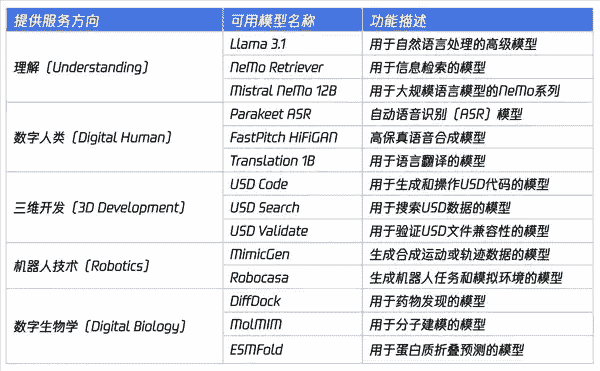 提供服务方向 可用模型名称 功能描述
理解（Understanding） Llama 3.1 用于自然语言处理的高级模型
NeMo Retriever 用于信息检索的模型
Mistral NeMo 12B 用于大规模语言模型的NeMo系列
数字人类（Digital Human） Parakeet ASR 自动语音识别（ASR）模型
FastPitch HiFiGAN 高保真语音合成模型
Translation 1B 用于语言翻译的模型
三维开发（3D Development） USD Code 用于生成和操作USD代码的模型
USD Search 用于搜索USD数据的模型
USD Validate 用于验证USD文件兼容性的模型
机器人技术（Robotics） MimicGen 生成合成运动或轨迹数据的模型
Robocasa 生成机器人任务和模拟环境的模型
数字生物学（Digital Biology） DiffDock 用于药物发现的模型
MolMIM 用于分子建模的模型
ESMFold 用于蛋白质折叠预测的模型